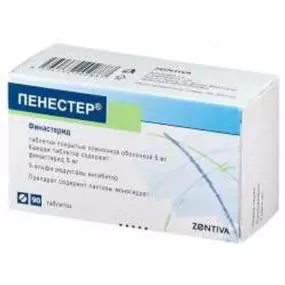 ПЕНЕСТЕР®
Финастерид
таблетки покрытые пленочной оболочкой 5 мг
Каждая таблетка содержит:
финастерид 5 мг
5-альфа-редуктазы ингибитор
Препарат содержит лактозы моногидрат
90
таблеток
ZENTIVA
ZENTIVA